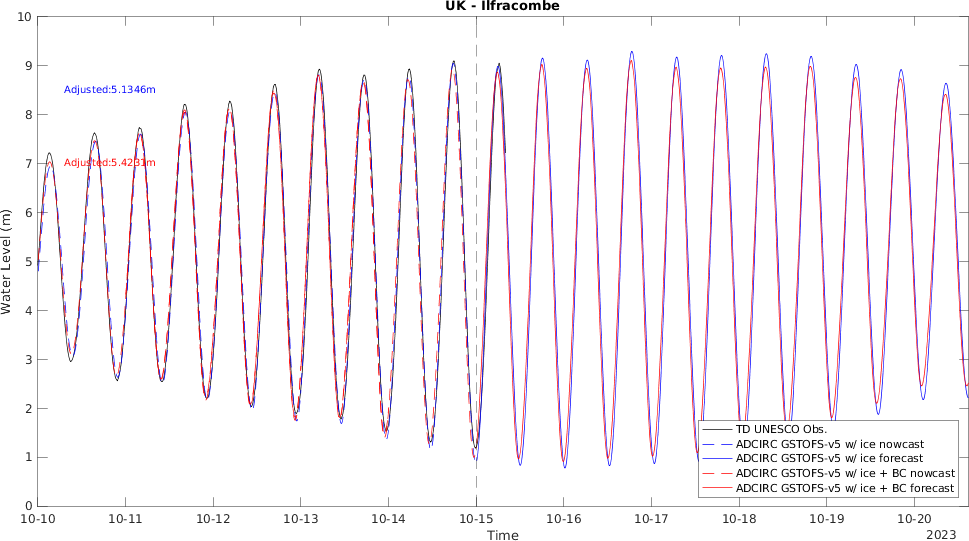 UK - Ilfracombe
10
9
8
7
6
5
4
3
2
1
0
Water Level (m)
Adjusted:5.1346m
Adjusted:5.4231m
TD UNESCO Obs.
ADCIRC GSTOFS-v5 w/ ice nowcast
ADCIRC GSTOFS-v5 w/ ice forecast
ADCIRC GSTOFS-v5 w/ ice + BC nowcast
ADCIRC GSTOFS-v5 w/ ice + BC forecast
10-10 10-11 10-12 10-13 10-14 10-15 10-16 10-17 10-18 10-19 10-20
Time
2023